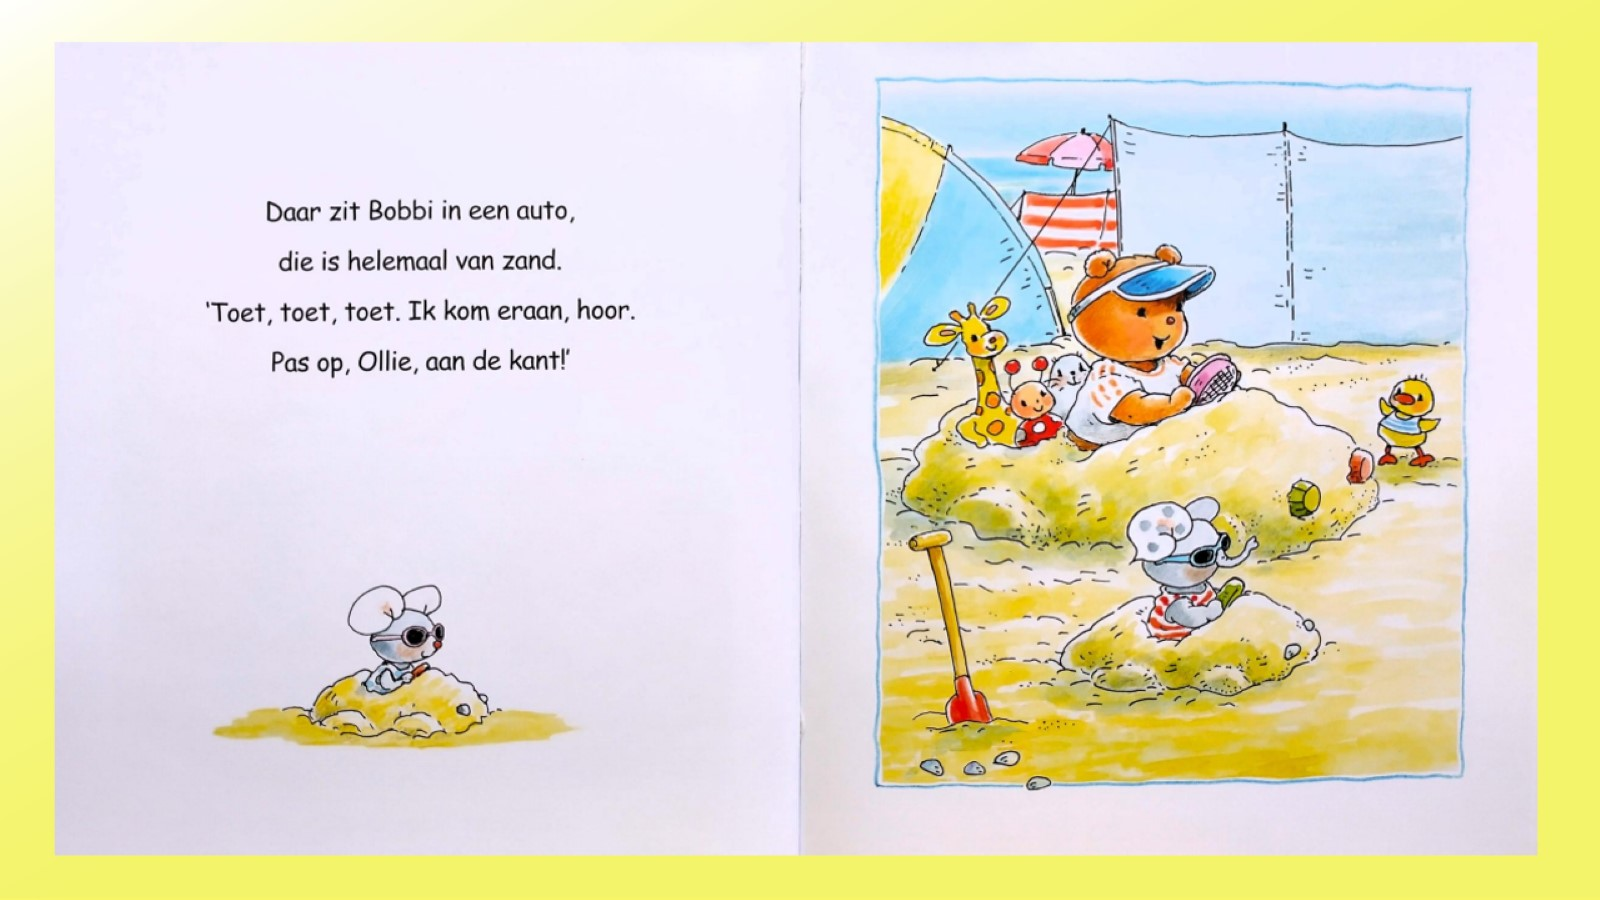 Daar zit Bobbi in een auto,
die is helemaal van zand.
‘Toet, toet, toet. Ik kom eraan, hoor.
Pas op, Ollie, aan de kant!’